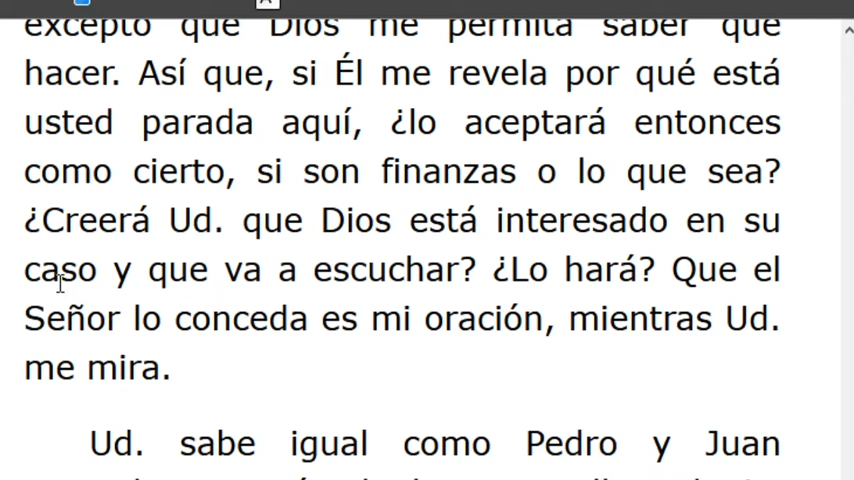 excepto que Dios me permita saber que
hacer. Así que, si Él me revela por qué está
usted parada aquí, ¿lo aceptará entonces
como cierto, si son finanzas o lo que sea?
¿Creerá Ud. que Dios está interesado en su
caso y que va a escuchar? ¿Lo hará? Que el
Señor lo conceda es mi oración, mientras Ud.
me mira.
Ud. sabe igual como Pedro y Juan